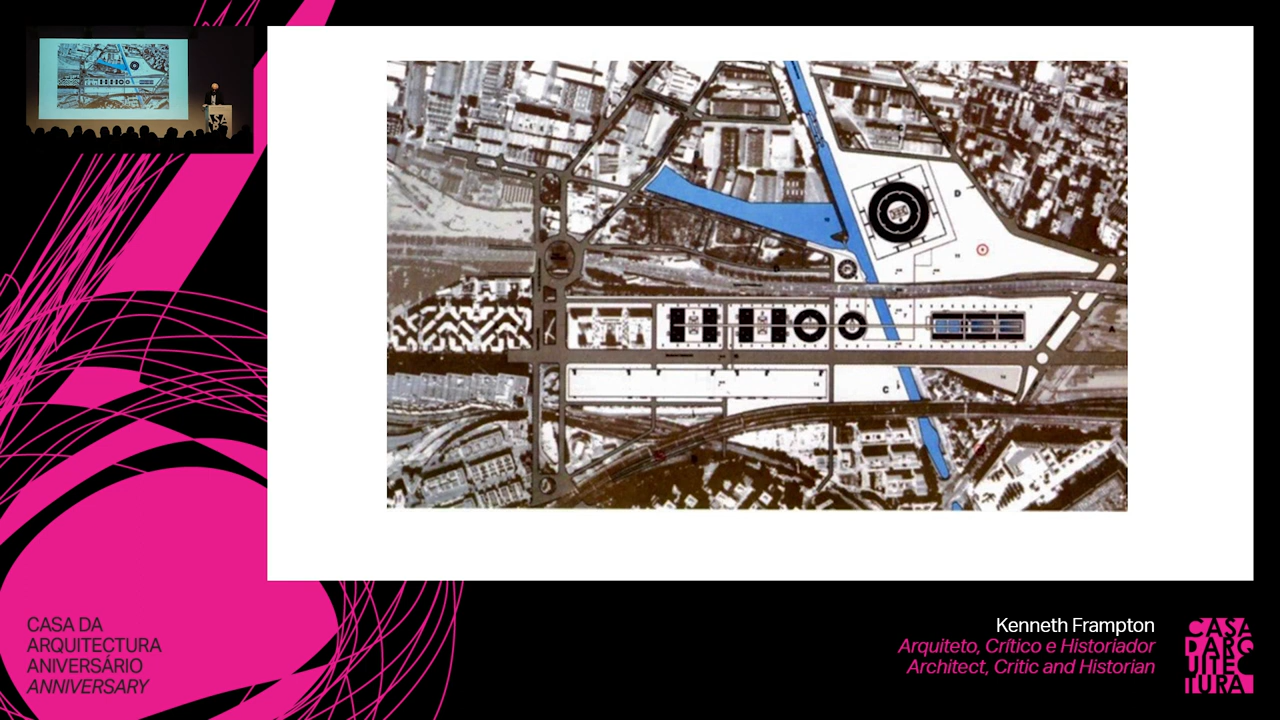 CASA DA
ARQUITECTURA
ANIVERSÁRIO
ANNIVERSARY
Kenneth Frampton
Arquiteto, Crítico e Historiador
Architect, Critic and Historian
CASA
DARQ
UITEC
TURA
D
C
A